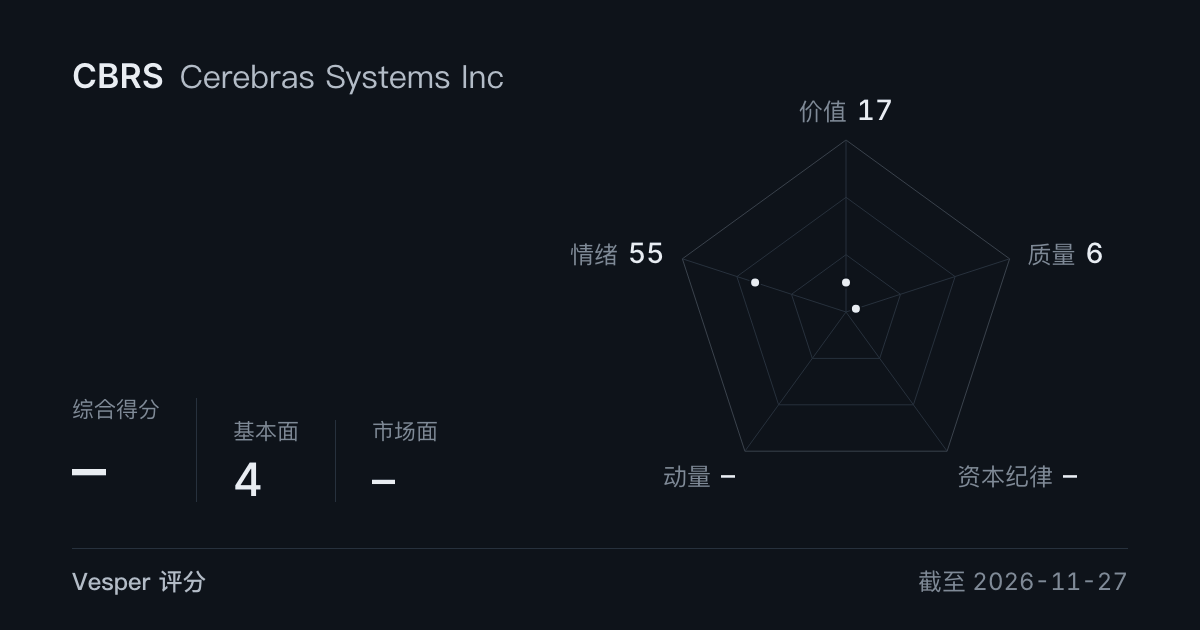 CBRS Cerebras Systems Inc
价值 17
情绪 55
质量 6
综合得分
–
基本面
4
市场面
–
动量 –
资本纪律 –
Vesper 评分
截至 2026-11-27